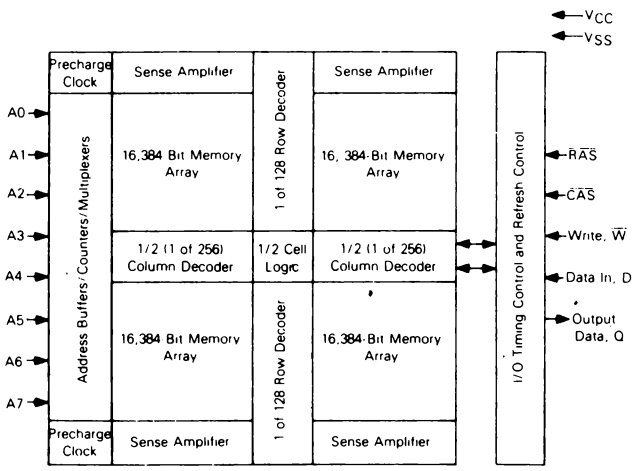 VCC
VSS
Precharge
Clock
Sense Amplifier
Sense Amplifier
A0
A1
A2
A3
A4
A5
A6
A7
Address Buffers/Counters/Multiplexers
16,384 Bit Memory
Array
1 of 128 Row Decoder
16, 384-Bit Memory
Array
1/2 (1 of 256)
Column Decoder
1/2 Cell
Logic
1/2 (1 of 256)
Column Decoder
16,384-Bit Memory
Array
1 of 128 Row Decoder
16,384-Bit Memory
Array
Precharge
Clock
Sense Amplifier
Sense Amplifier
I/O Timing Control and Refresh Control
R̅A̅S̅
C̅A̅S̅
Write, W̅
Data In, D
Output
Data, Q